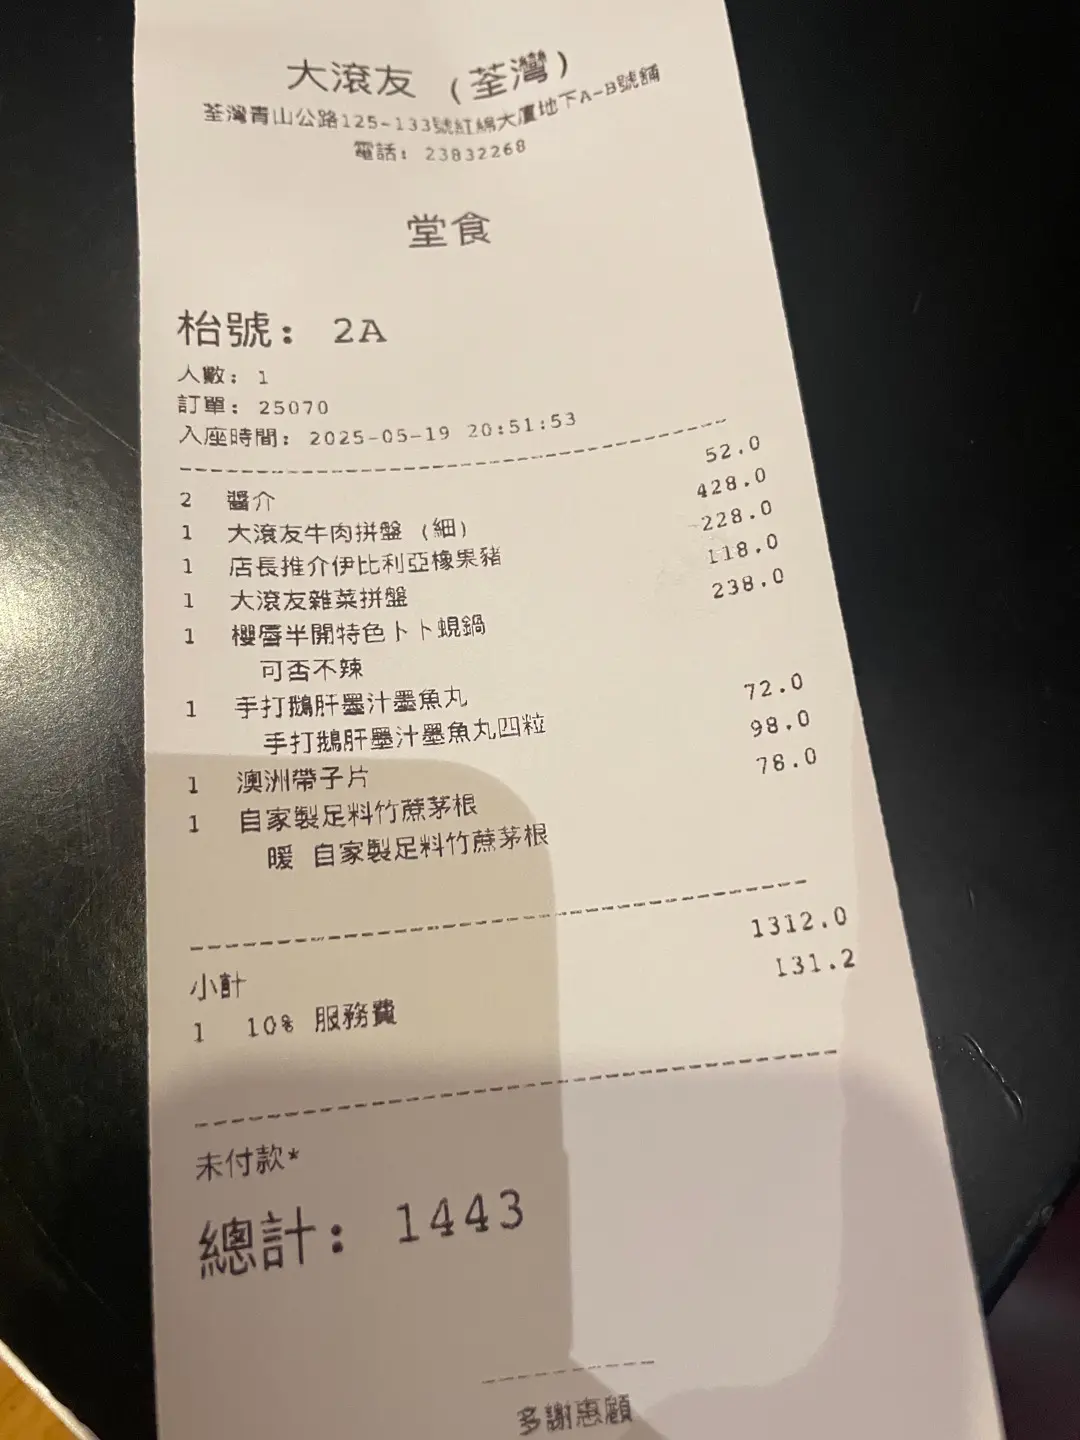 大滾友 (荃灣)
荃灣青山公路125-133號紅綿大廈地下A-B號舖
電話: 23832268
堂食
枱號: 2A
人數: 1
訂單: 25070
入座時間: 2025-05-19 20:51:53
2 醬介 52.0
1 大滾友牛肉拼盤 (細) 428.0
1 店長推介伊比利亞橡果豬 228.0
1 大滾友雜菜拼盤 118.0
1 櫻唇半開特色卜卜蜆鍋 238.0
可否不辣
1 手打鵝肝墨汁墨魚丸 72.0
手打鵝肝墨汁墨魚丸四粒
1 澳洲帶子片 98.0
1 自家製足料竹蔗茅根 78.0
暖 自家製足料竹蔗茅根
小計 1312.0
1 10% 服務費 131.2
未付款*
總計: 1443
多謝惠顧